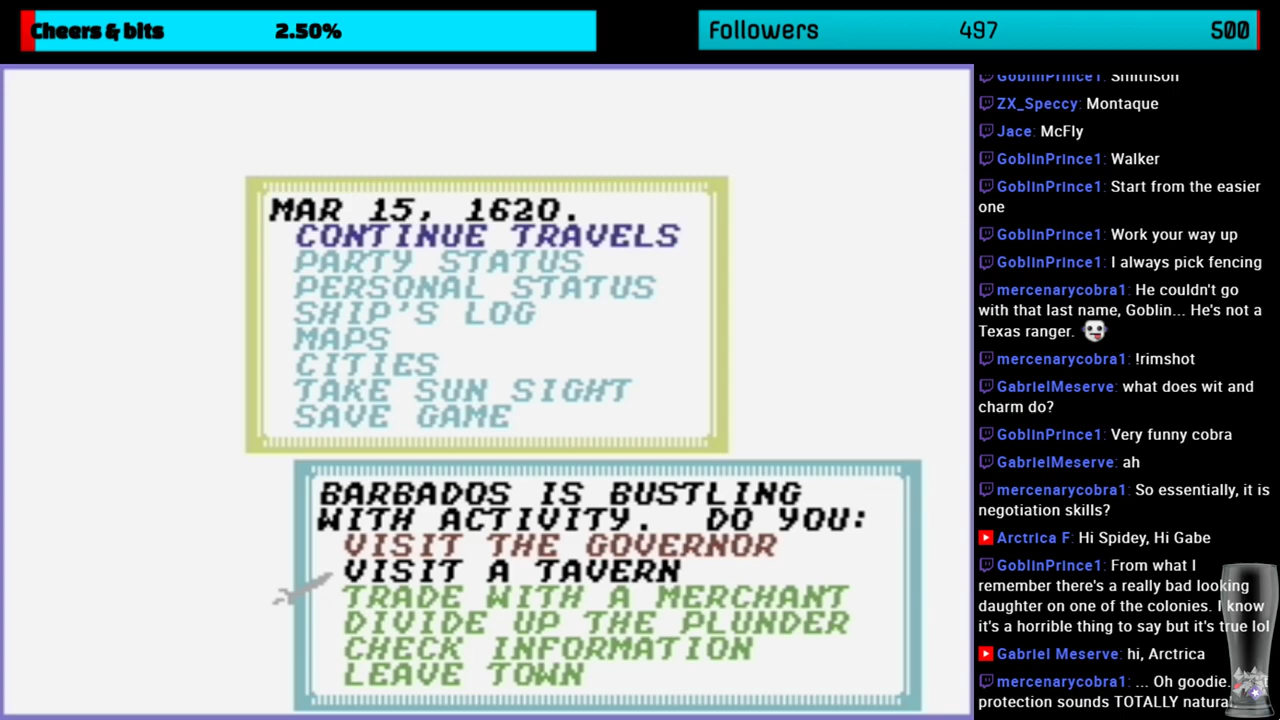 Cheers & bits 2.50%
Followers 497 500
MAR 15, 1620.
CONTINUE TRAVELS
PARTY STATUS
PERSONAL STATUS
SHIP'S LOG
MAPS
CITIES
TAKE SUN SIGHT
SAVE GAME
BARBADOS IS BUSTLING
WITH ACTIVITY. DO YOU:
VISIT THE GOVERNOR
VISIT A TAVERN
TRADE WITH A MERCHANT
DIVIDE UP THE PLUNDER
CHECK INFORMATION
LEAVE TOWN
GoblinPrince1: Smithson
ZX_Speccy: Montaque
Jace: McFly
GoblinPrince1: Walker
GoblinPrince1: Start from the easier
one
GoblinPrince1: Work your way up
GoblinPrince1: I always pick fencing
mercenarycobra1: He couldn't go
with that last name, Goblin... He's not a
Texas ranger.
mercenarycobra1: !rimshot
GabrielMeserve: what does wit and
charm do?
GoblinPrince1: Very funny cobra
GabrielMeserve: ah
mercenarycobra1: So essentially, it is
negotiation skills?
Arctrica F: Hi Spidey, Hi Gabe
GoblinPrince1: From what I
remember there's a really bad looking
daughter on one of the colonies. I know
it's a horrible thing to say but it's true lol
Gabriel Meserve: hi, Arctrica
mercenarycobra1: ... Oh goodie.
protection sounds TOTALLY natural.